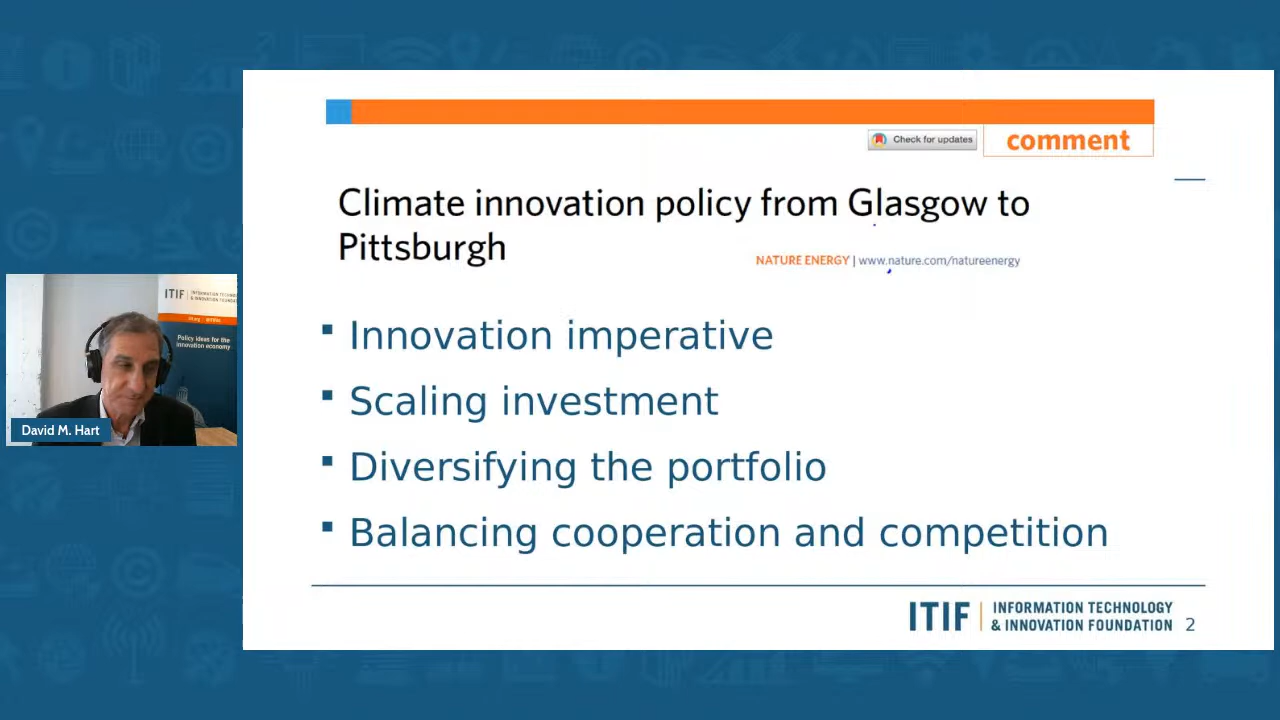 Check for updates
comment
Climate innovation policy from Glasgow to
Pittsburgh
NATURE ENERGY | www.nature.com/natureenergy
▪ Innovation imperative
▪ Scaling investment
▪ Diversifying the portfolio
▪ Balancing cooperation and competition
ITIF | INFORMATION TECHNOLOGY
& INNOVATION FOUNDATION
2
ITIF
Policy ideas for the
innovation economy
David M. Hart